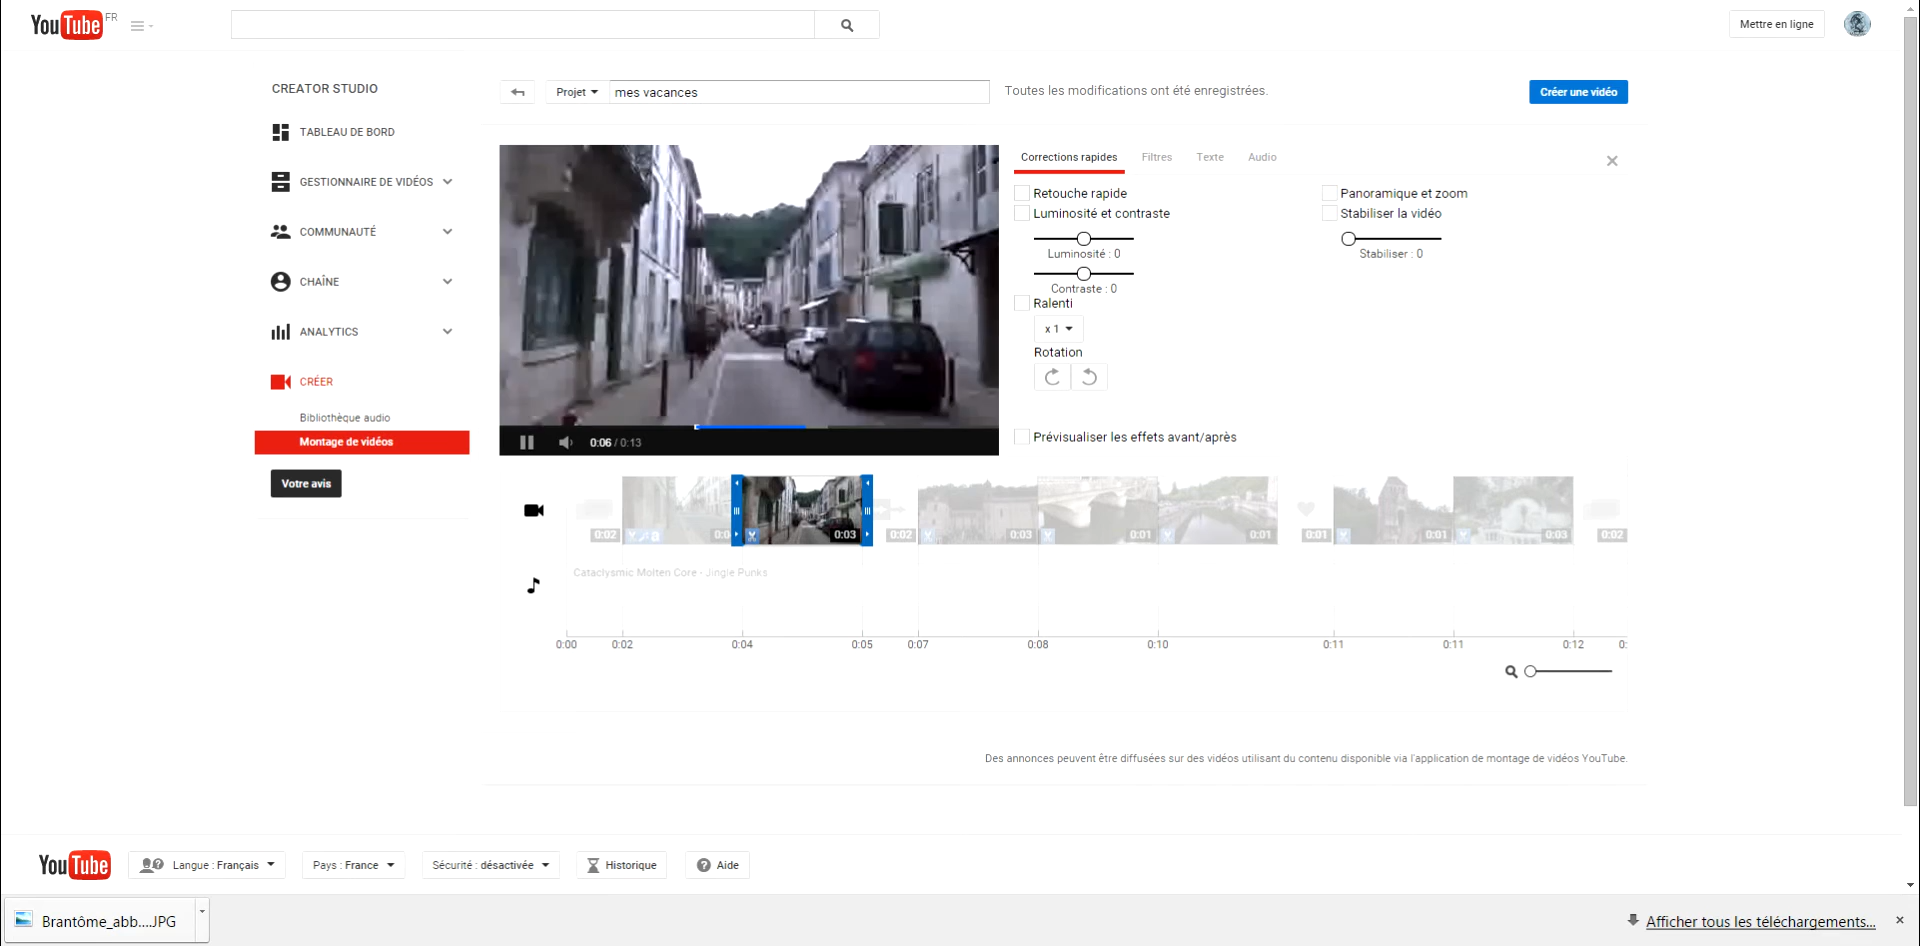 YouTube FR
Mettre en ligne
CREATOR STUDIO
TABLEAU DE BORD
GESTIONNAIRE DE VIDÉOS
COMMUNAUTÉ
CHAÎNE
ANALYTICS
CRÉER
Bibliothèque audio
Montage de vidéos
Votre avis
Projet
mes vacances
Toutes les modifications ont été enregistrées.
Créer une vidéo
0:06 / 0:13
Corrections rapides
Filtres
Texte
Audio
Retouche rapide
Luminosité et contraste
Luminosité : 0
Contraste : 0
Ralenti
x 1
Rotation
Panoramique et zoom
Stabiliser la vidéo
Stabiliser : 0
Prévisualiser les effets avant/après
0:02
0:03
0:02
0:03
0:01
0:01
0:01
0:01
0:03
0:02
Cataclysmic Molten Core - Jingle Punks
0:00 0:02 0:04 0:05 0:07 0:08 0:10 0:11 0:11 0:12 0:
Des annonces peuvent être diffusées sur des vidéos utilisant du contenu disponible via l'application de montage de vidéos YouTube.
YouTube
Langue : Français
Pays : France
Sécurité : désactivée
Historique
Aide
Brantôme_abb....JPG
Afficher tous les téléchargements...